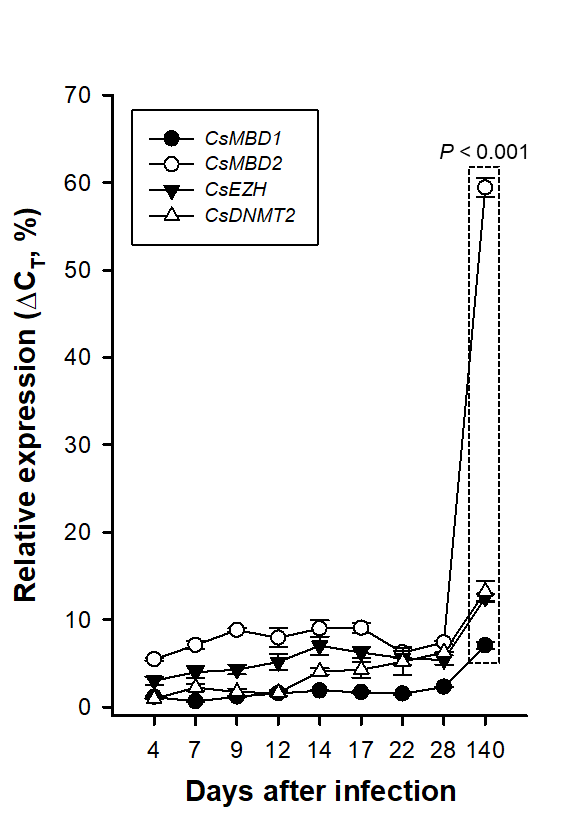 70
60
50
40
30
20
10
0
Relative expression (ΔCT, %)
CsMBD1
CsMBD2
CsEZH
CsDNMT2
P < 0.001
4 7 9 12 14 17 22 28 140
Days after infection